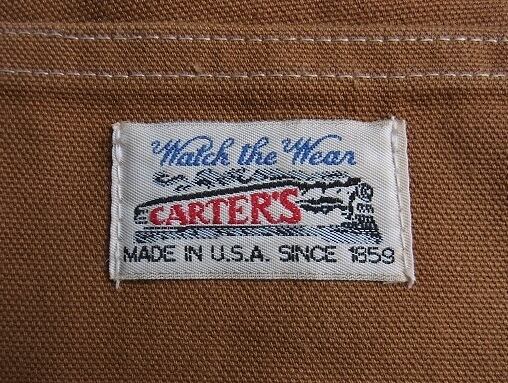 Watch the Wear
CARTER'S
MADE IN U.S.A. SINCE 1859